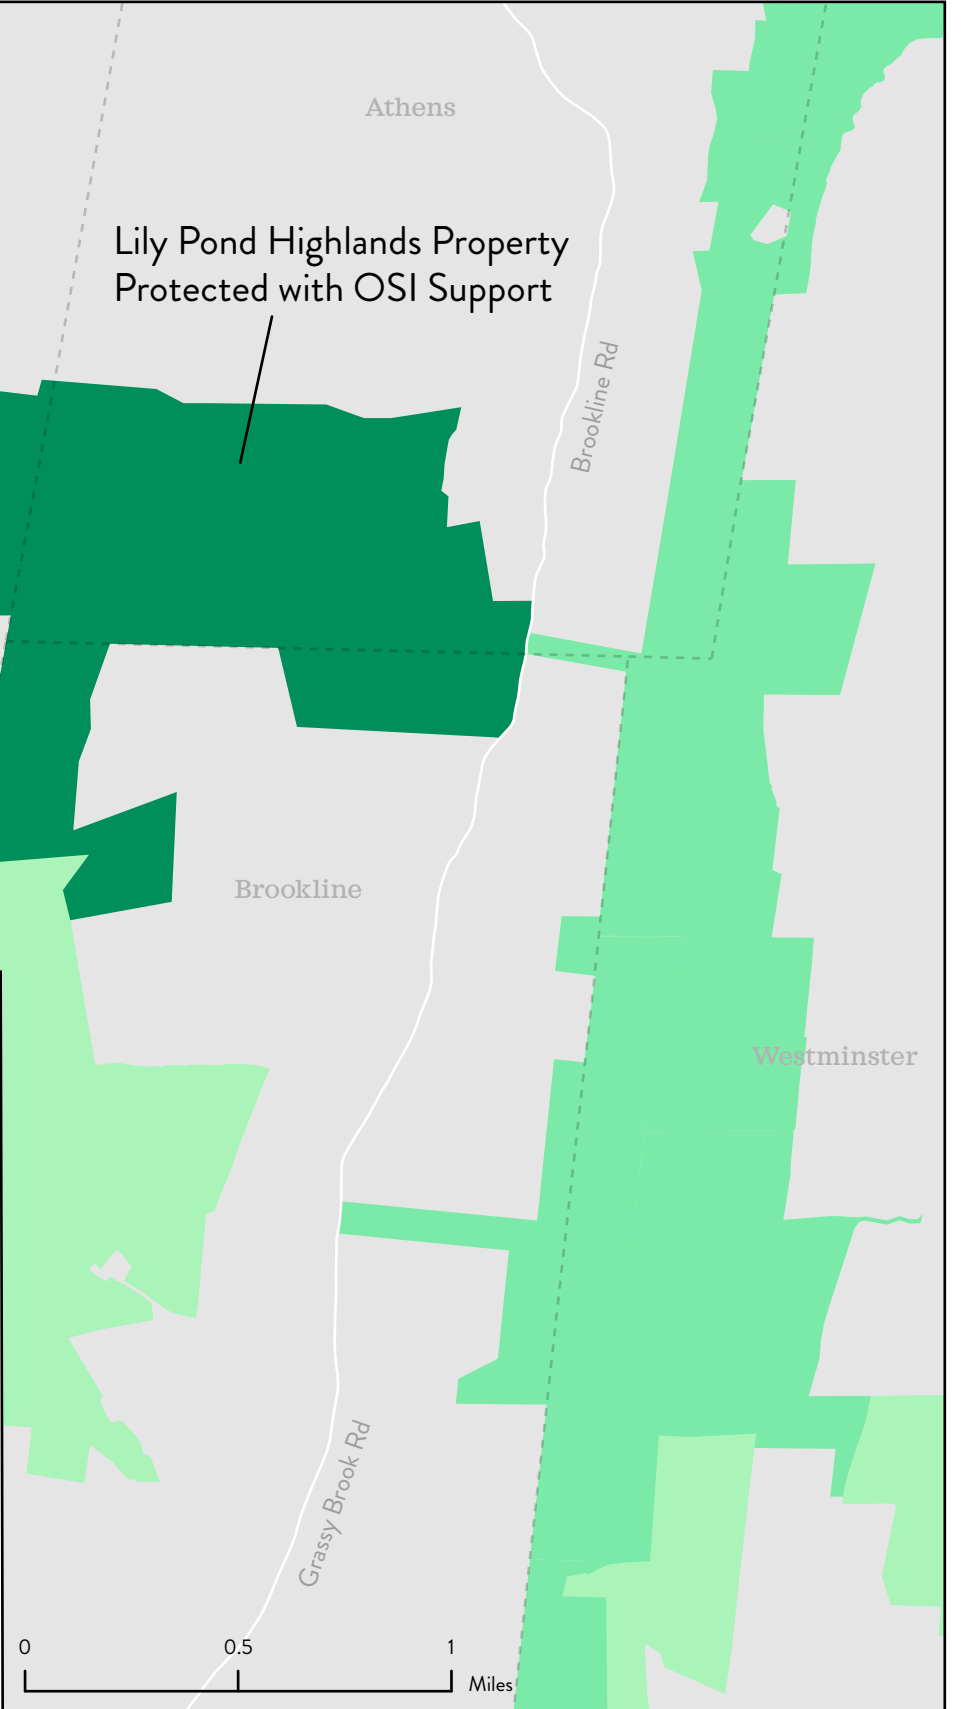 Athens
Lily Pond Highlands Property
Protected with OSI Support
Brookline Rd
Brookline
Westminster
Grassy Brook Rd
0 0.5 1
Miles